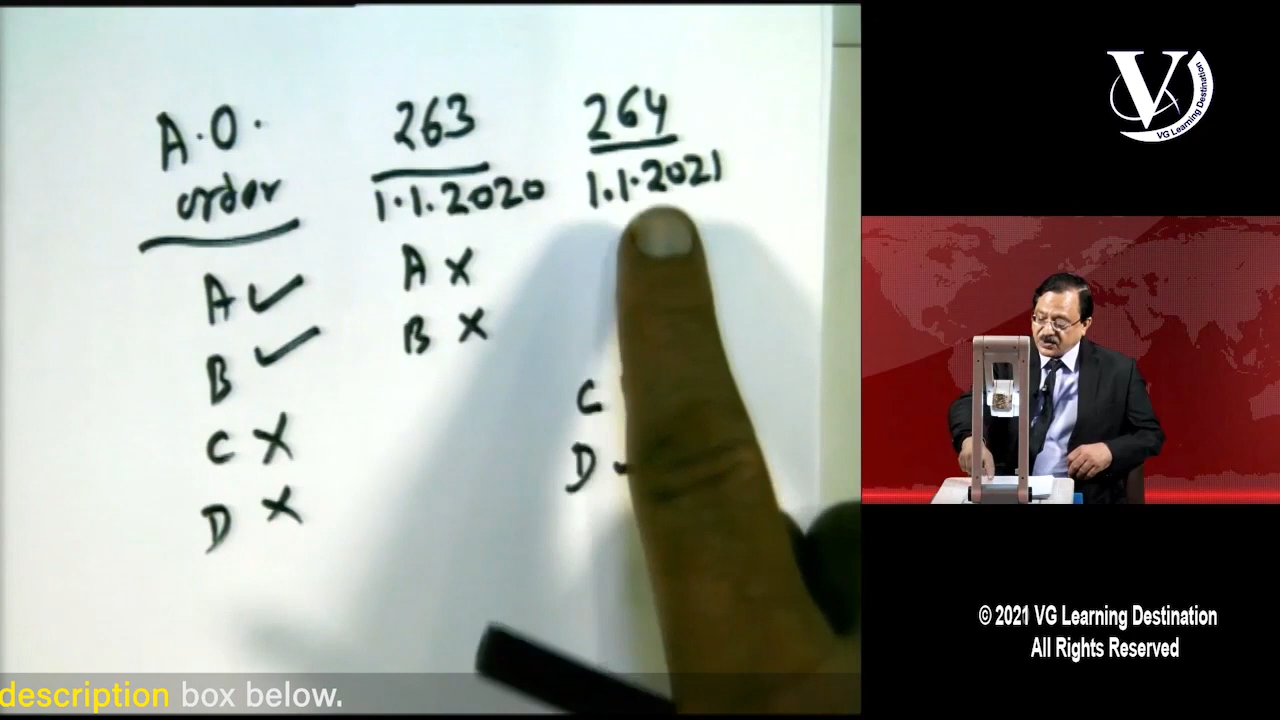 A.O. 263 264
order 1.1.2020 1.1.2021
A ✓ A ×
B ✓ B ×
C × C
D × D
description box below.
V
VG Learning Destination
© 2021 VG Learning Destination
All Rights Reserved